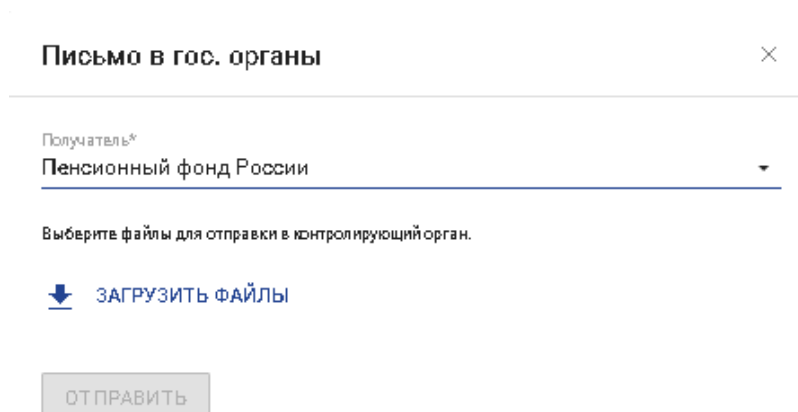 Письмо в гос. органы
Получатель*
Пенсионный фонд России
Выберите файлы для отправки в контролирующий орган.
ЗАГРУЗИТЬ ФАЙЛЫ
ОТПРАВИТЬ